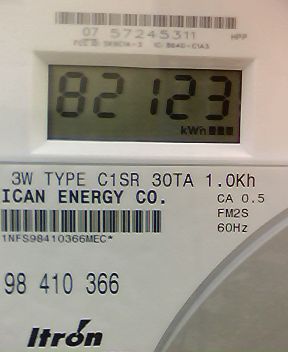 07 57245311 HPP
82123
kWh
3W TYPE C1SR 30TA 1.0Kh
ICAN ENERGY CO. CA 0.5
FM2S
1NFS98410366MEC* 60Hz
98 410 366
Itron